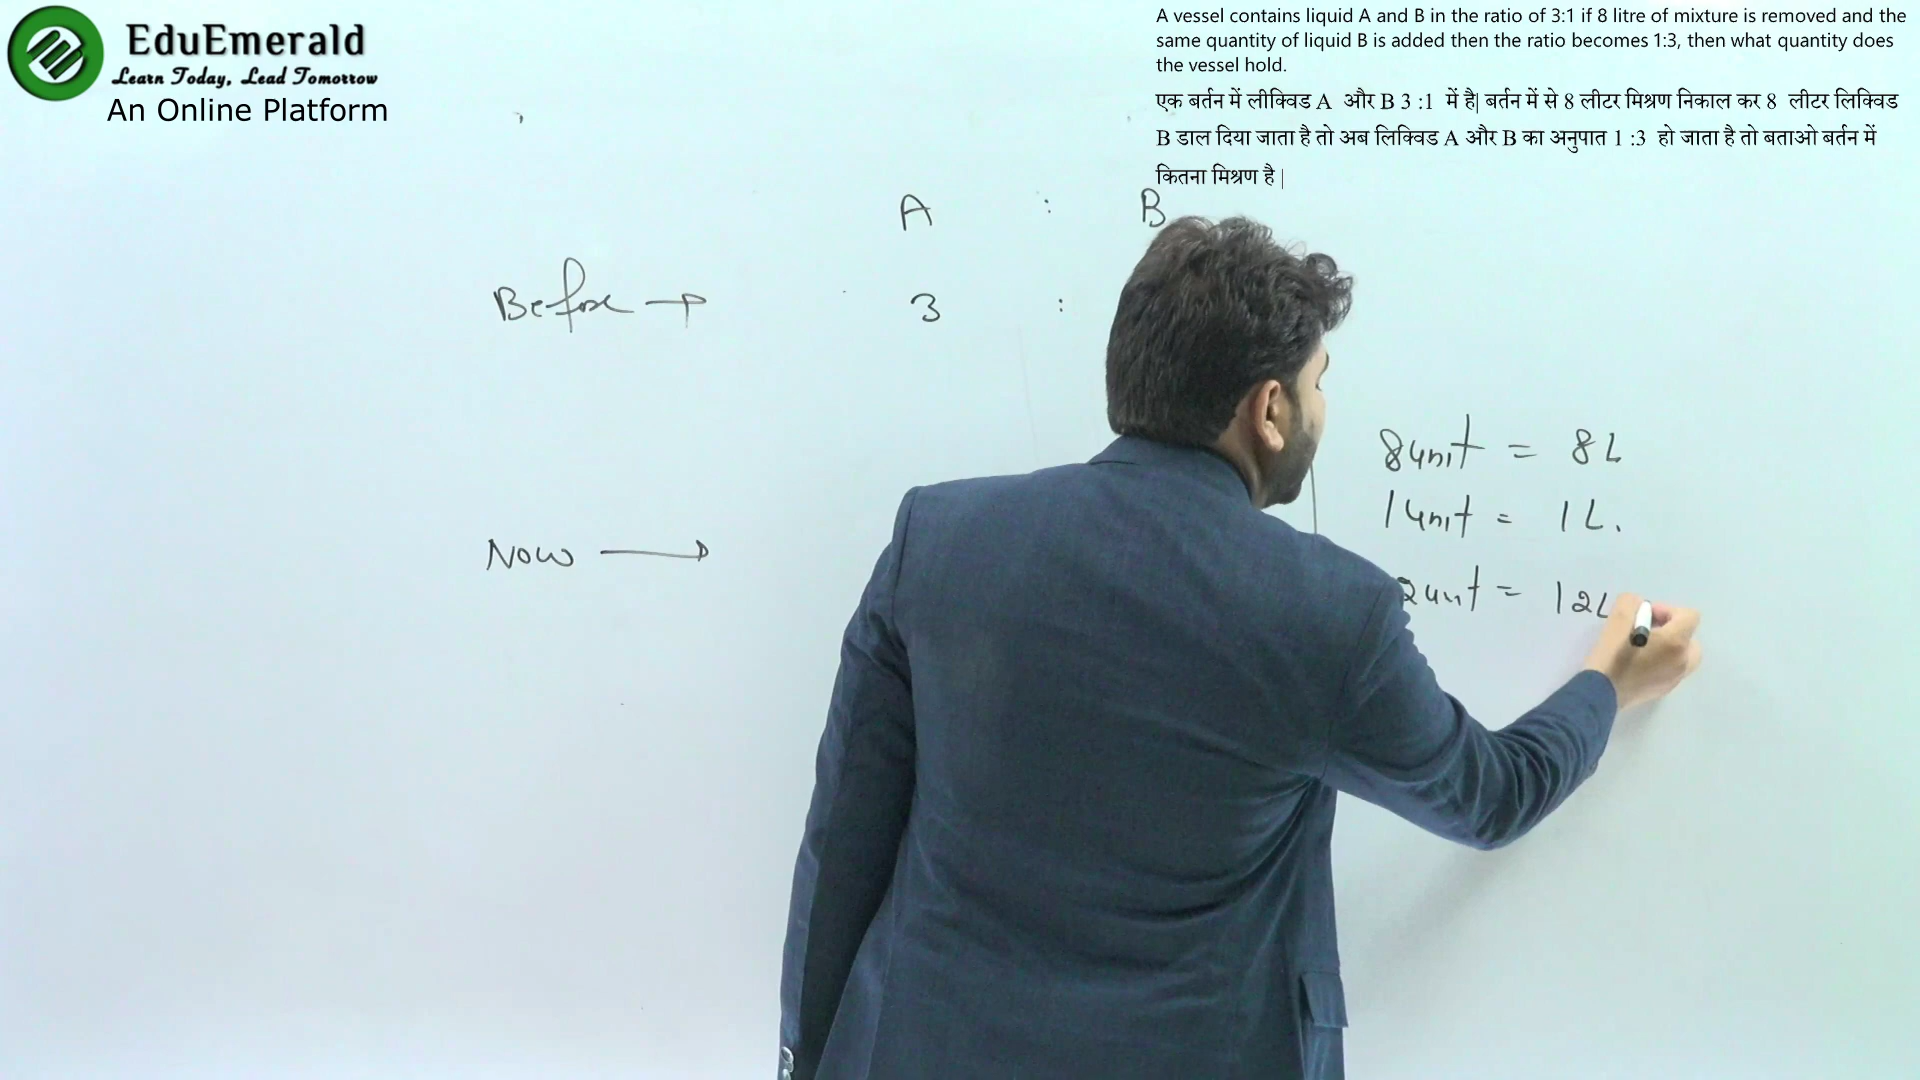 EduEmerald
Learn Today, Lead Tomorrow
An Online Platform
A vessel contains liquid A and B in the ratio of 3:1 if 8 litre of mixture is removed and the
same quantity of liquid B is added then the ratio becomes 1:3, then what quantity does
the vessel hold.
एक बर्तन में लीक्विड A और B 3 :1 में है| बर्तन में से 8 लीटर मिश्रण निकाल कर 8 लीटर लिक्विड
B डाल दिया जाता है तो अब लिक्विड A और B का अनुपात 1 :3 हो जाता है तो बताओ बर्तन में
कितना मिश्रण है |
A : B
Before → 3 :
8unit = 8L
1unit = 1L.
Now →
2unit = 12L